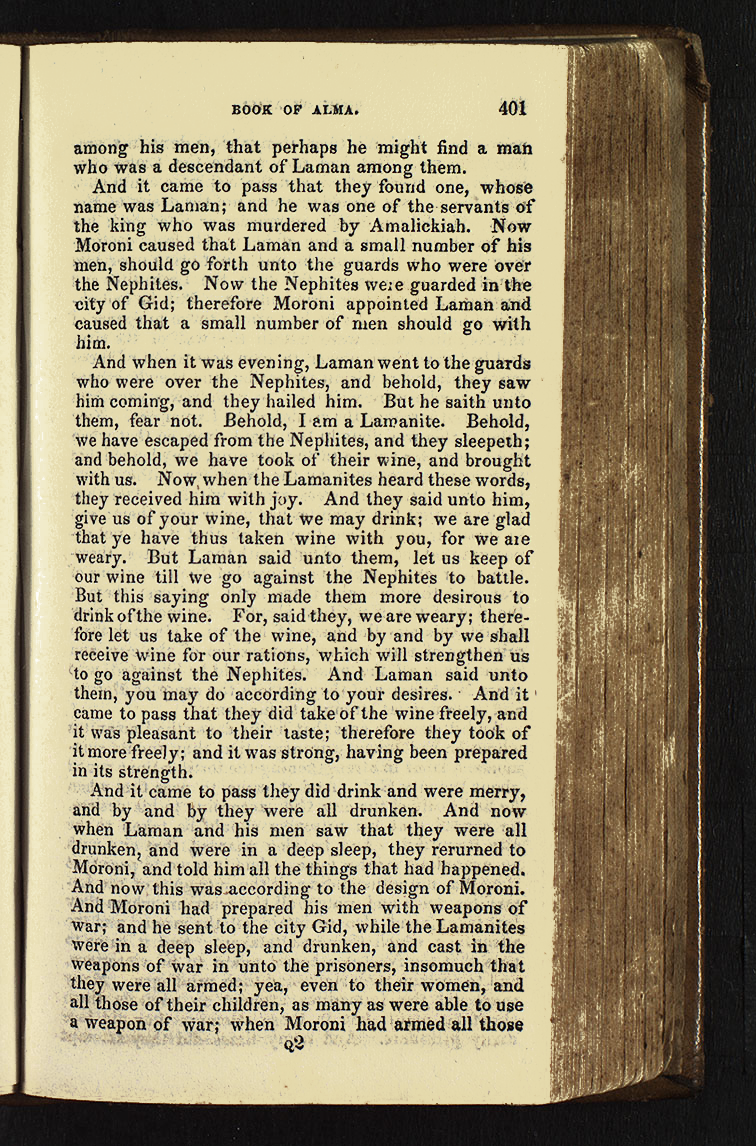 BOOK OF ALMA. 401
among his men, that perhaps he might find a man
who was a descendant of Laman among them.
And it came to pass that they found one, whose
name was Laman; and he was one of the servants of
the king who was murdered by Amalickiah. Now
Moroni caused that Laman and a small number of his
men, should go forth unto the guards who were over
the Nephites. Now the Nephites were guarded in the
city of Gid; therefore Moroni appointed Laman and
caused that a small number of men should go with
him.
And when it was evening, Laman went to the guards
who were over the Nephites, and behold, they saw
him coming, and they hailed him. But he saith unto
them, fear not. Behold, I am a Lamanite. Behold,
we have escaped from the Nephites, and they sleepeth;
and behold, we have took of their wine, and brought
with us. Now, when the Lamanites heard these words,
they received him with joy. And they said unto him,
give us of your wine, that we may drink; we are glad
that ye have thus taken wine with you, for we are
weary. But Laman said unto them, let us keep of
our wine till we go against the Nephites to battle.
But this saying only made them more desirous to
drink of the wine. For, said they, we are weary; there-
fore let us take of the wine, and by and by we shall
receive wine for our rations, which will strengthen us
to go against the Nephites. And Laman said unto
them, you may do according to your desires. And it
came to pass that they did take of the wine freely, and
it was pleasant to their taste; therefore they took of
it more freely; and it was strong, having been prepared
in its strength.
And it came to pass they did drink and were merry,
and by and by they were all drunken. And now
when Laman and his men saw that they were all
drunken, and were in a deep sleep, they rerurned to
Moroni, and told him all the things that had happened.
And now this was according to the design of Moroni.
And Moroni had prepared his men with weapons of
war; and he sent to the city Gid, while the Lamanites
were in a deep sleep, and drunken, and cast in the
weapons of war in unto the prisoners, insomuch that
they were all armed; yea, even to their women, and
all those of their children, as many as were able to use
a weapon of war; when Moroni had armed all those
Q2